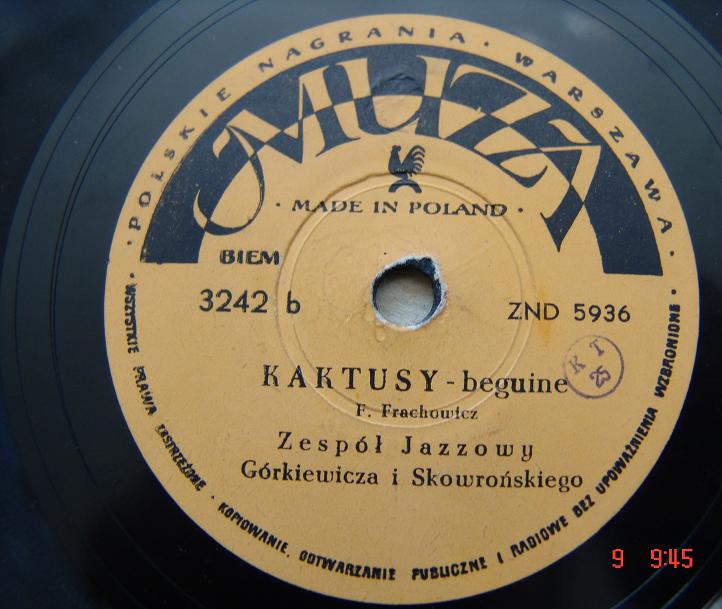 · POLSKIE NAGRANIA · WARSZAWA ·
MUZA
· MADE IN POLAND ·
BIEM
3242 b
ZND 5936
K T
25
KAKTUSY - beguine
F. Frachowicz
Zespół Jazzowy
Górkiewicza i Skowrońskiego
WSZYSTKIE PRAWA ZASTRZEŻONE · KOPIOWANIE, ODTWARZANIE PUBLICZNE I RADIOWE BEZ UPOWAŻNIENIA WZBRONIONE ·
9 9:45